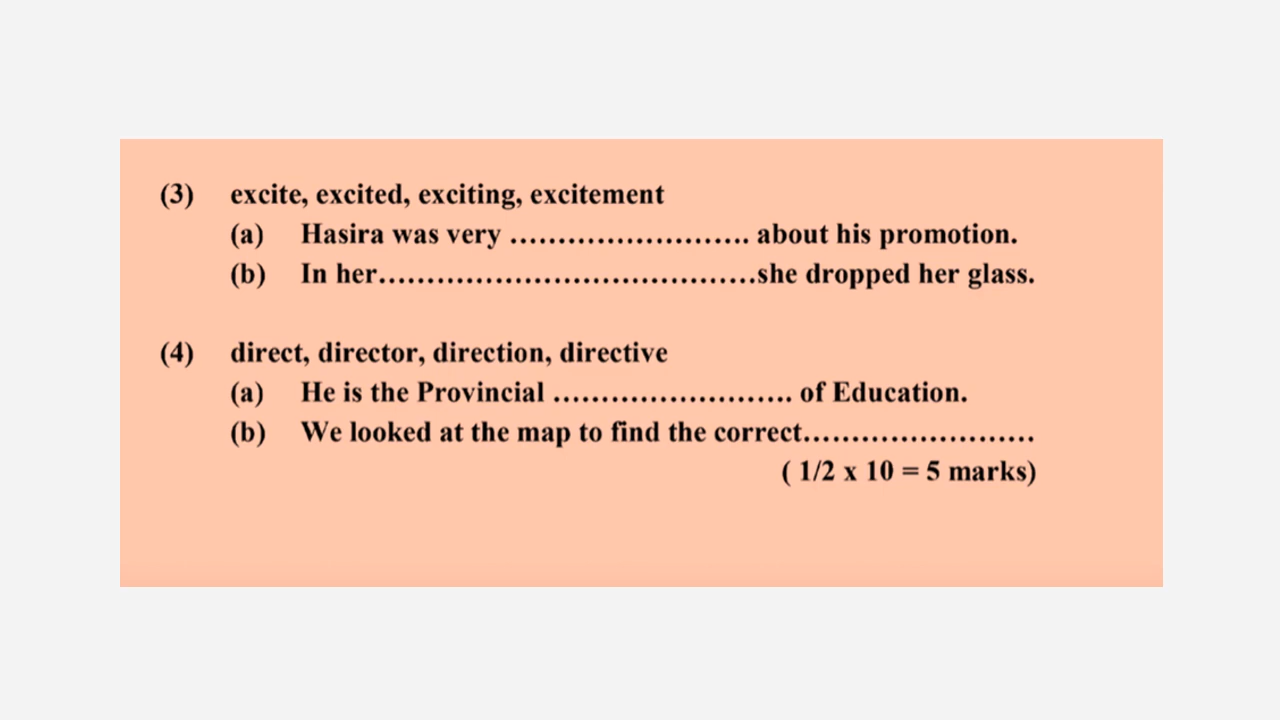 (3) excite, excited, exciting, excitement
(a) Hasira was very ......................... about his promotion.
(b) In her.......................................she dropped her glass.
(4) direct, director, direction, directive
(a) He is the Provincial ......................... of Education.
(b) We looked at the map to find the correct........................
( 1/2 x 10 = 5 marks)